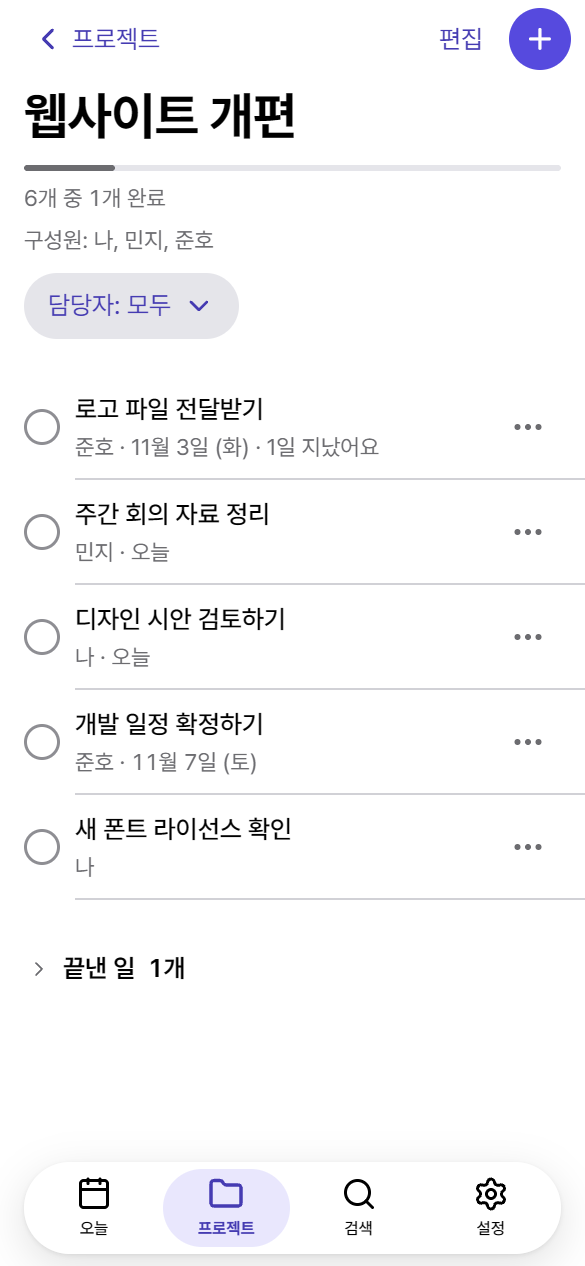 프로젝트
편집
웹사이트 개편
6개 중 1개 완료
구성원: 나, 민지, 준호
담당자: 모두
로고 파일 전달받기
준호 · 11월 3일 (화) · 1일 지났어요
주간 회의 자료 정리
민지 · 오늘
디자인 시안 검토하기
나 · 오늘
개발 일정 확정하기
준호 · 11월 7일 (토)
새 폰트 라이선스 확인
나
끝낸 일 1개
오늘
프로젝트
검색
설정